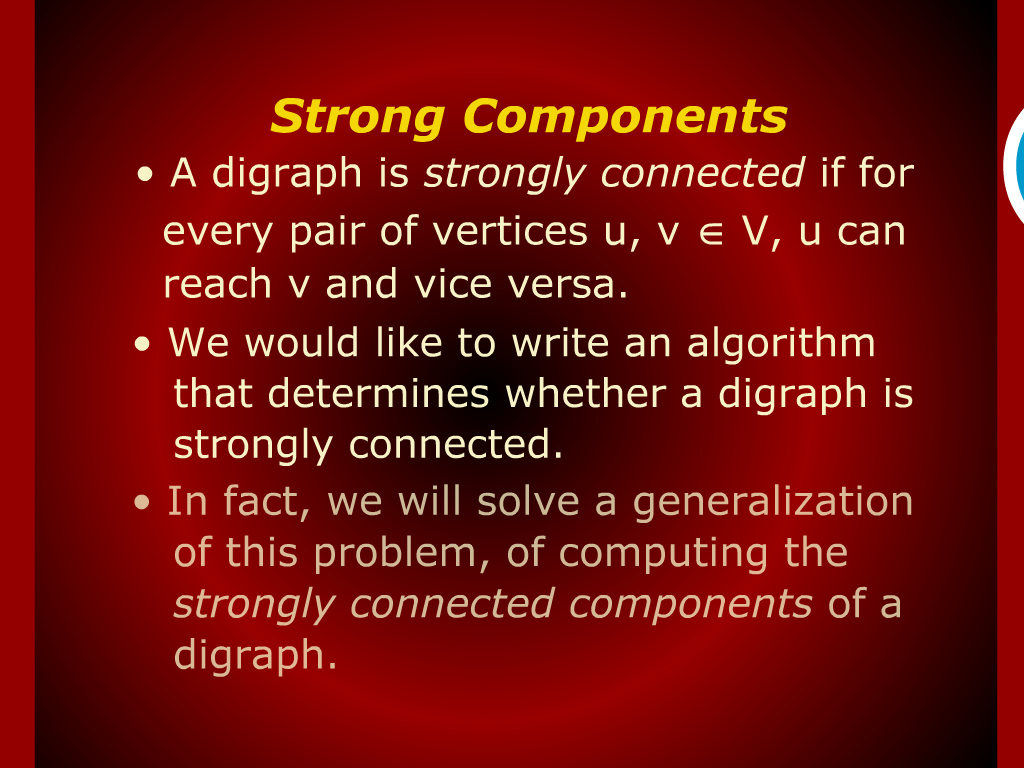 Strong Components
• A digraph is strongly connected if for
every pair of vertices u, v ∈ V, u can
reach v and vice versa.
• We would like to write an algorithm
that determines whether a digraph is
strongly connected.
• In fact, we will solve a generalization
of this problem, of computing the
strongly connected components of a
digraph.